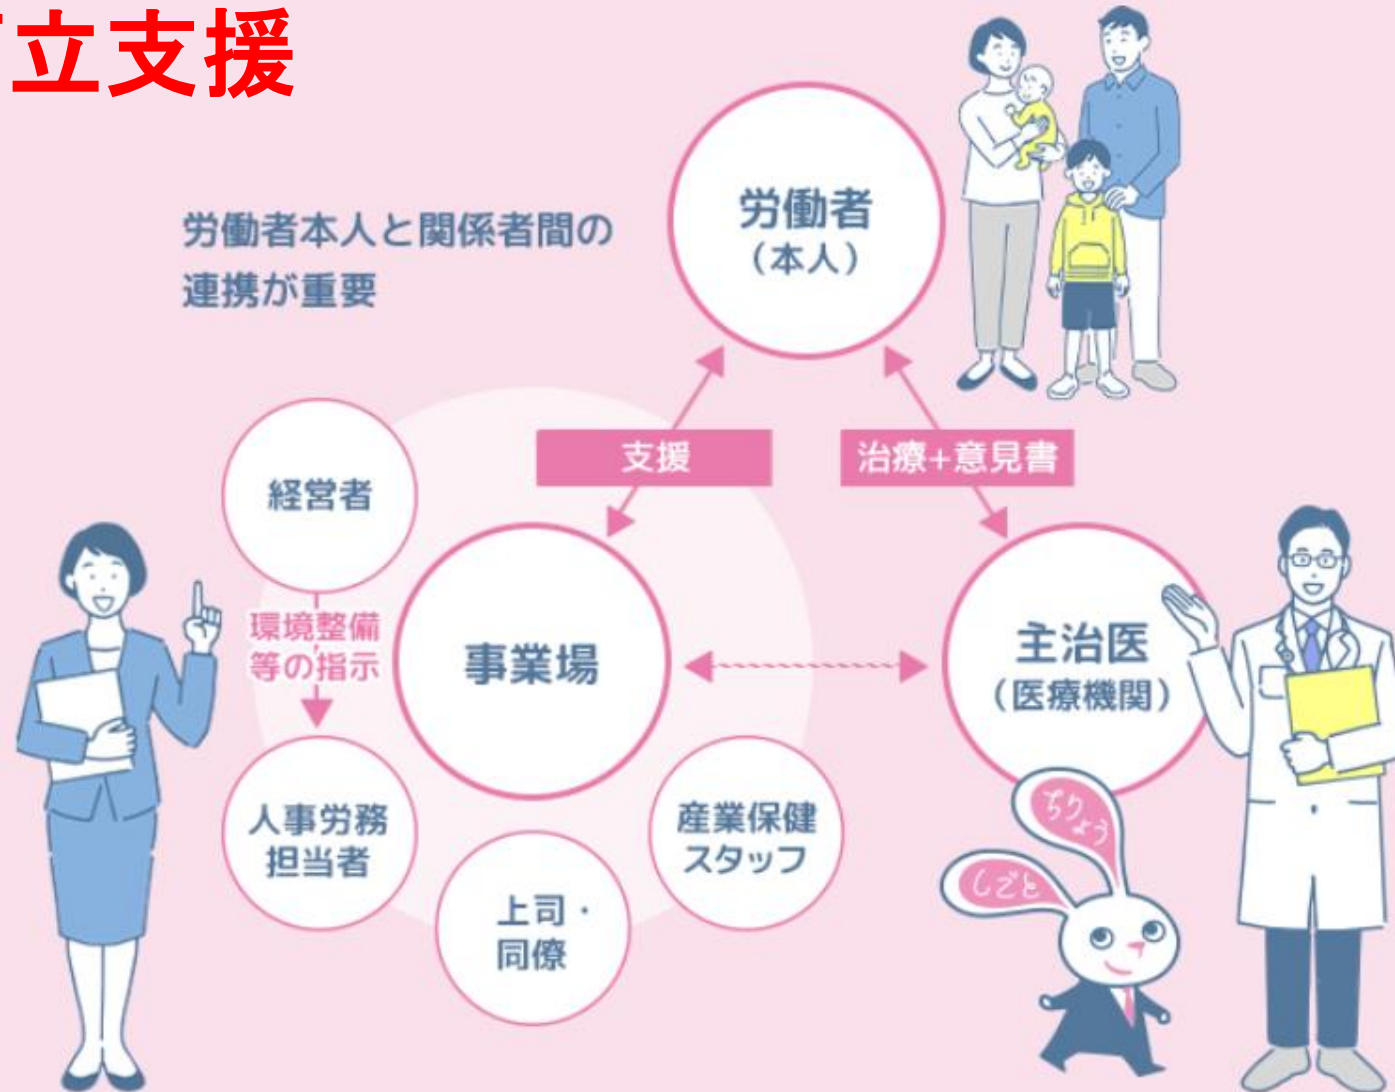 立支援
労働者本人と関係者間の
連携が重要
労働者
（本人）
支援
治療+意見書
経営者
環境整備
等の指示
事業場
主治医
（医療機関）
人事労務
担当者
上司・
同僚
産業保健
スタッフ
ちりょう
しごと